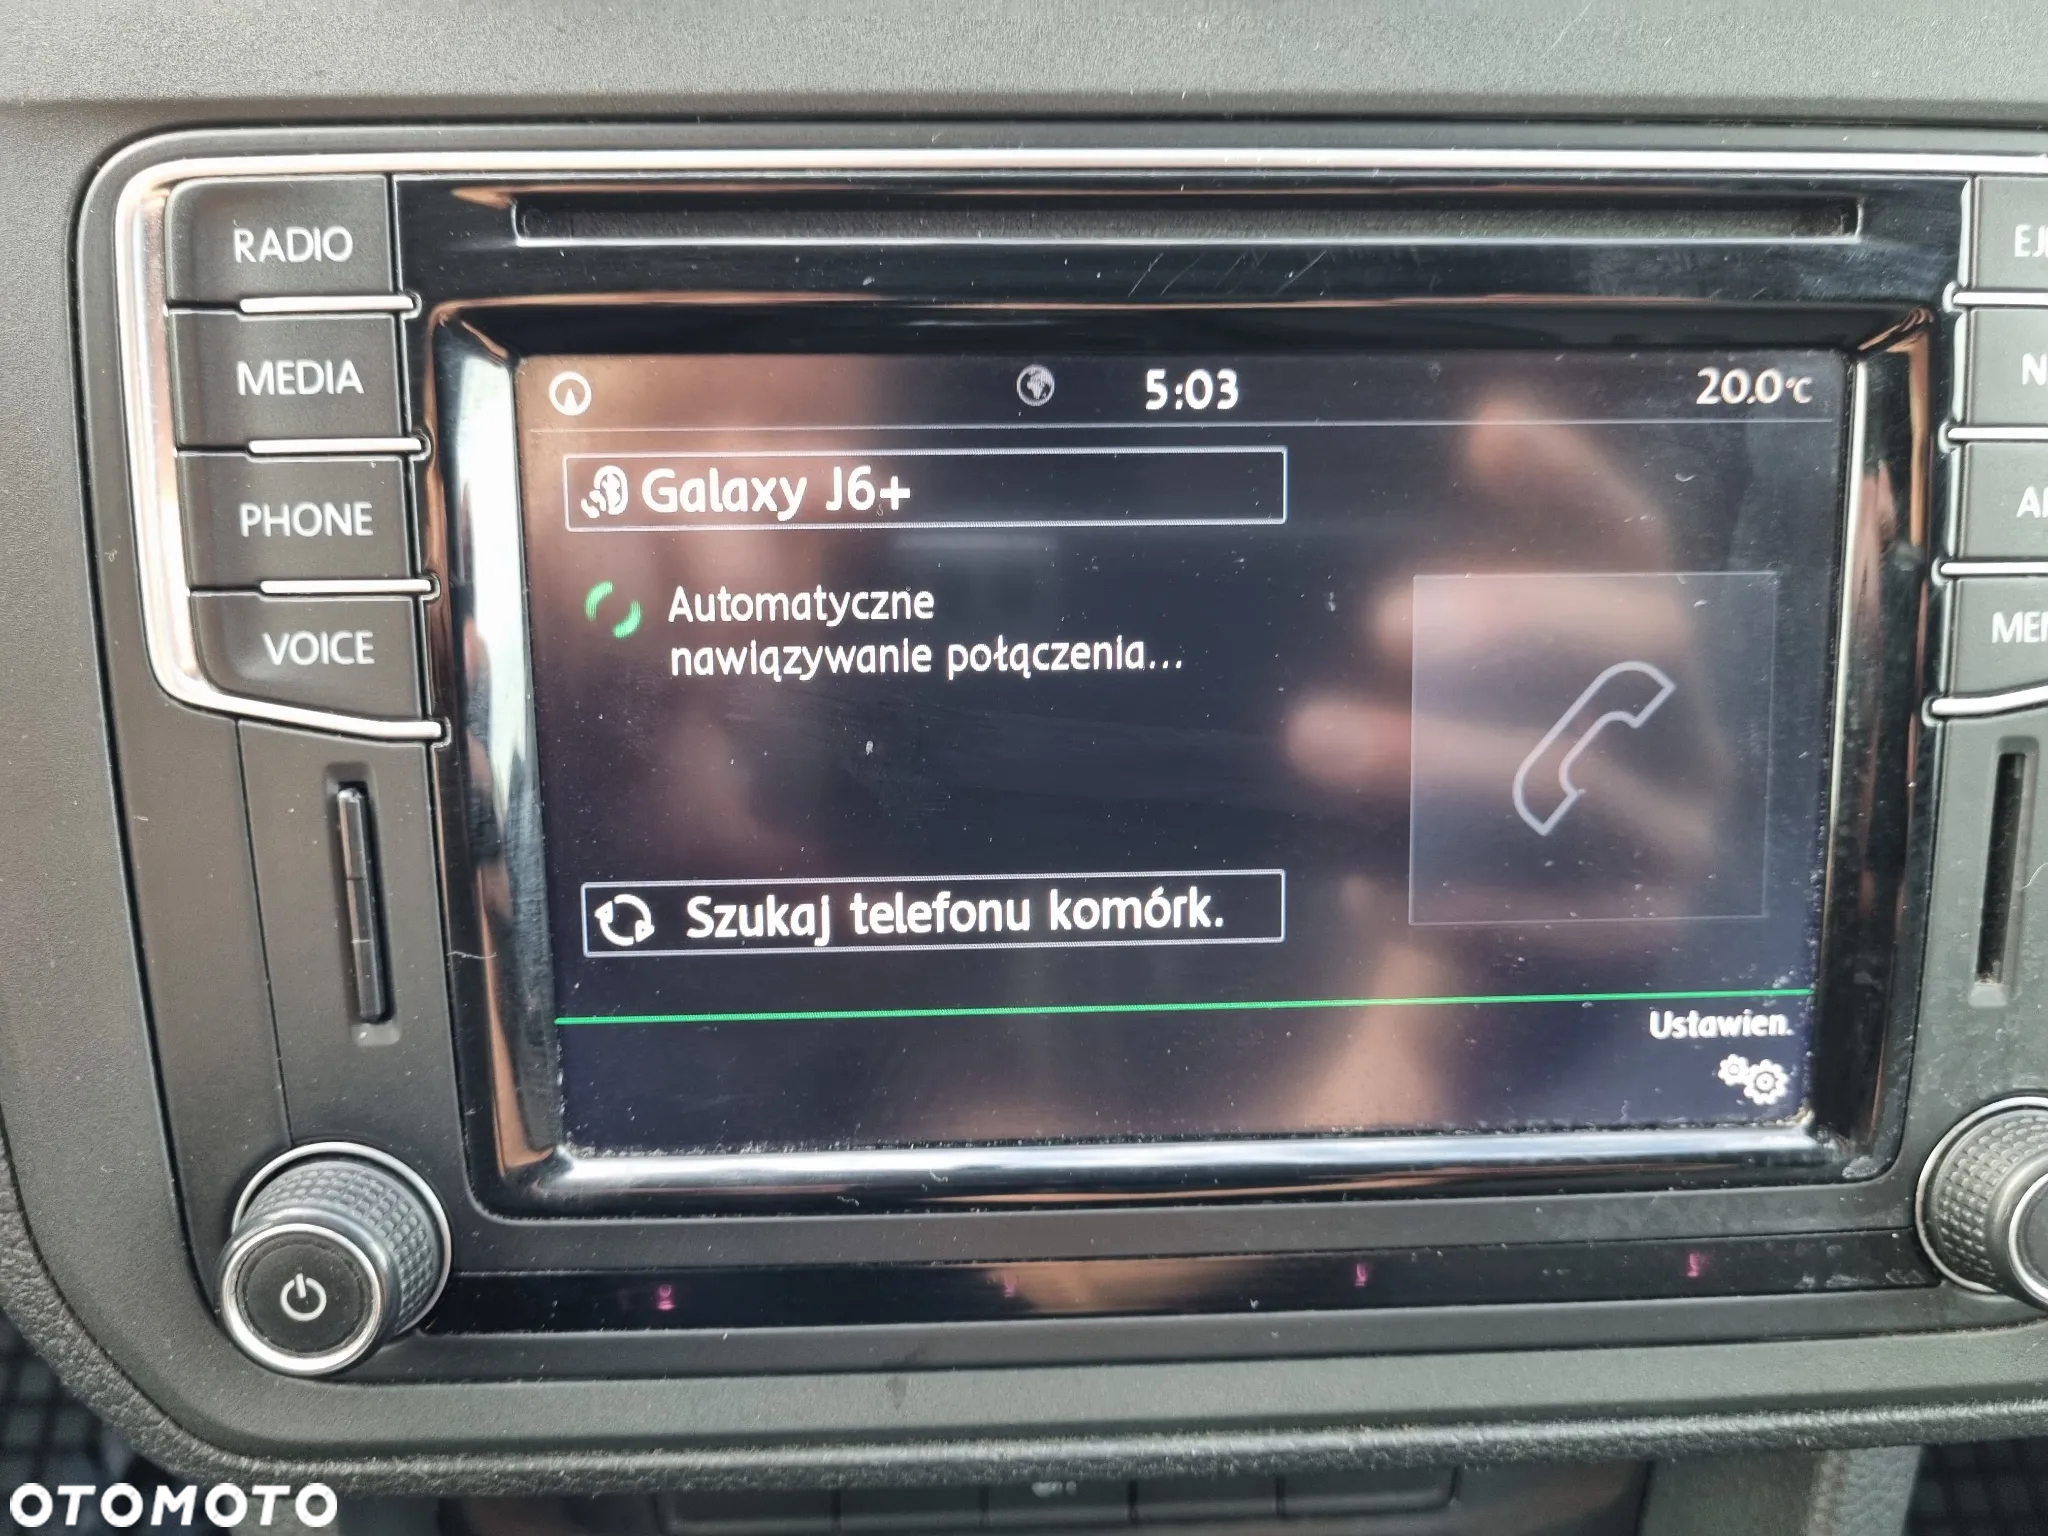 RADIO
MEDIA
PHONE
VOICE
5:03
20.0°C
Galaxy J6+
Automatyczne
nawiązywanie połączenia...
Szukaj telefonu komórk.
Ustawien.
OTOMOTO